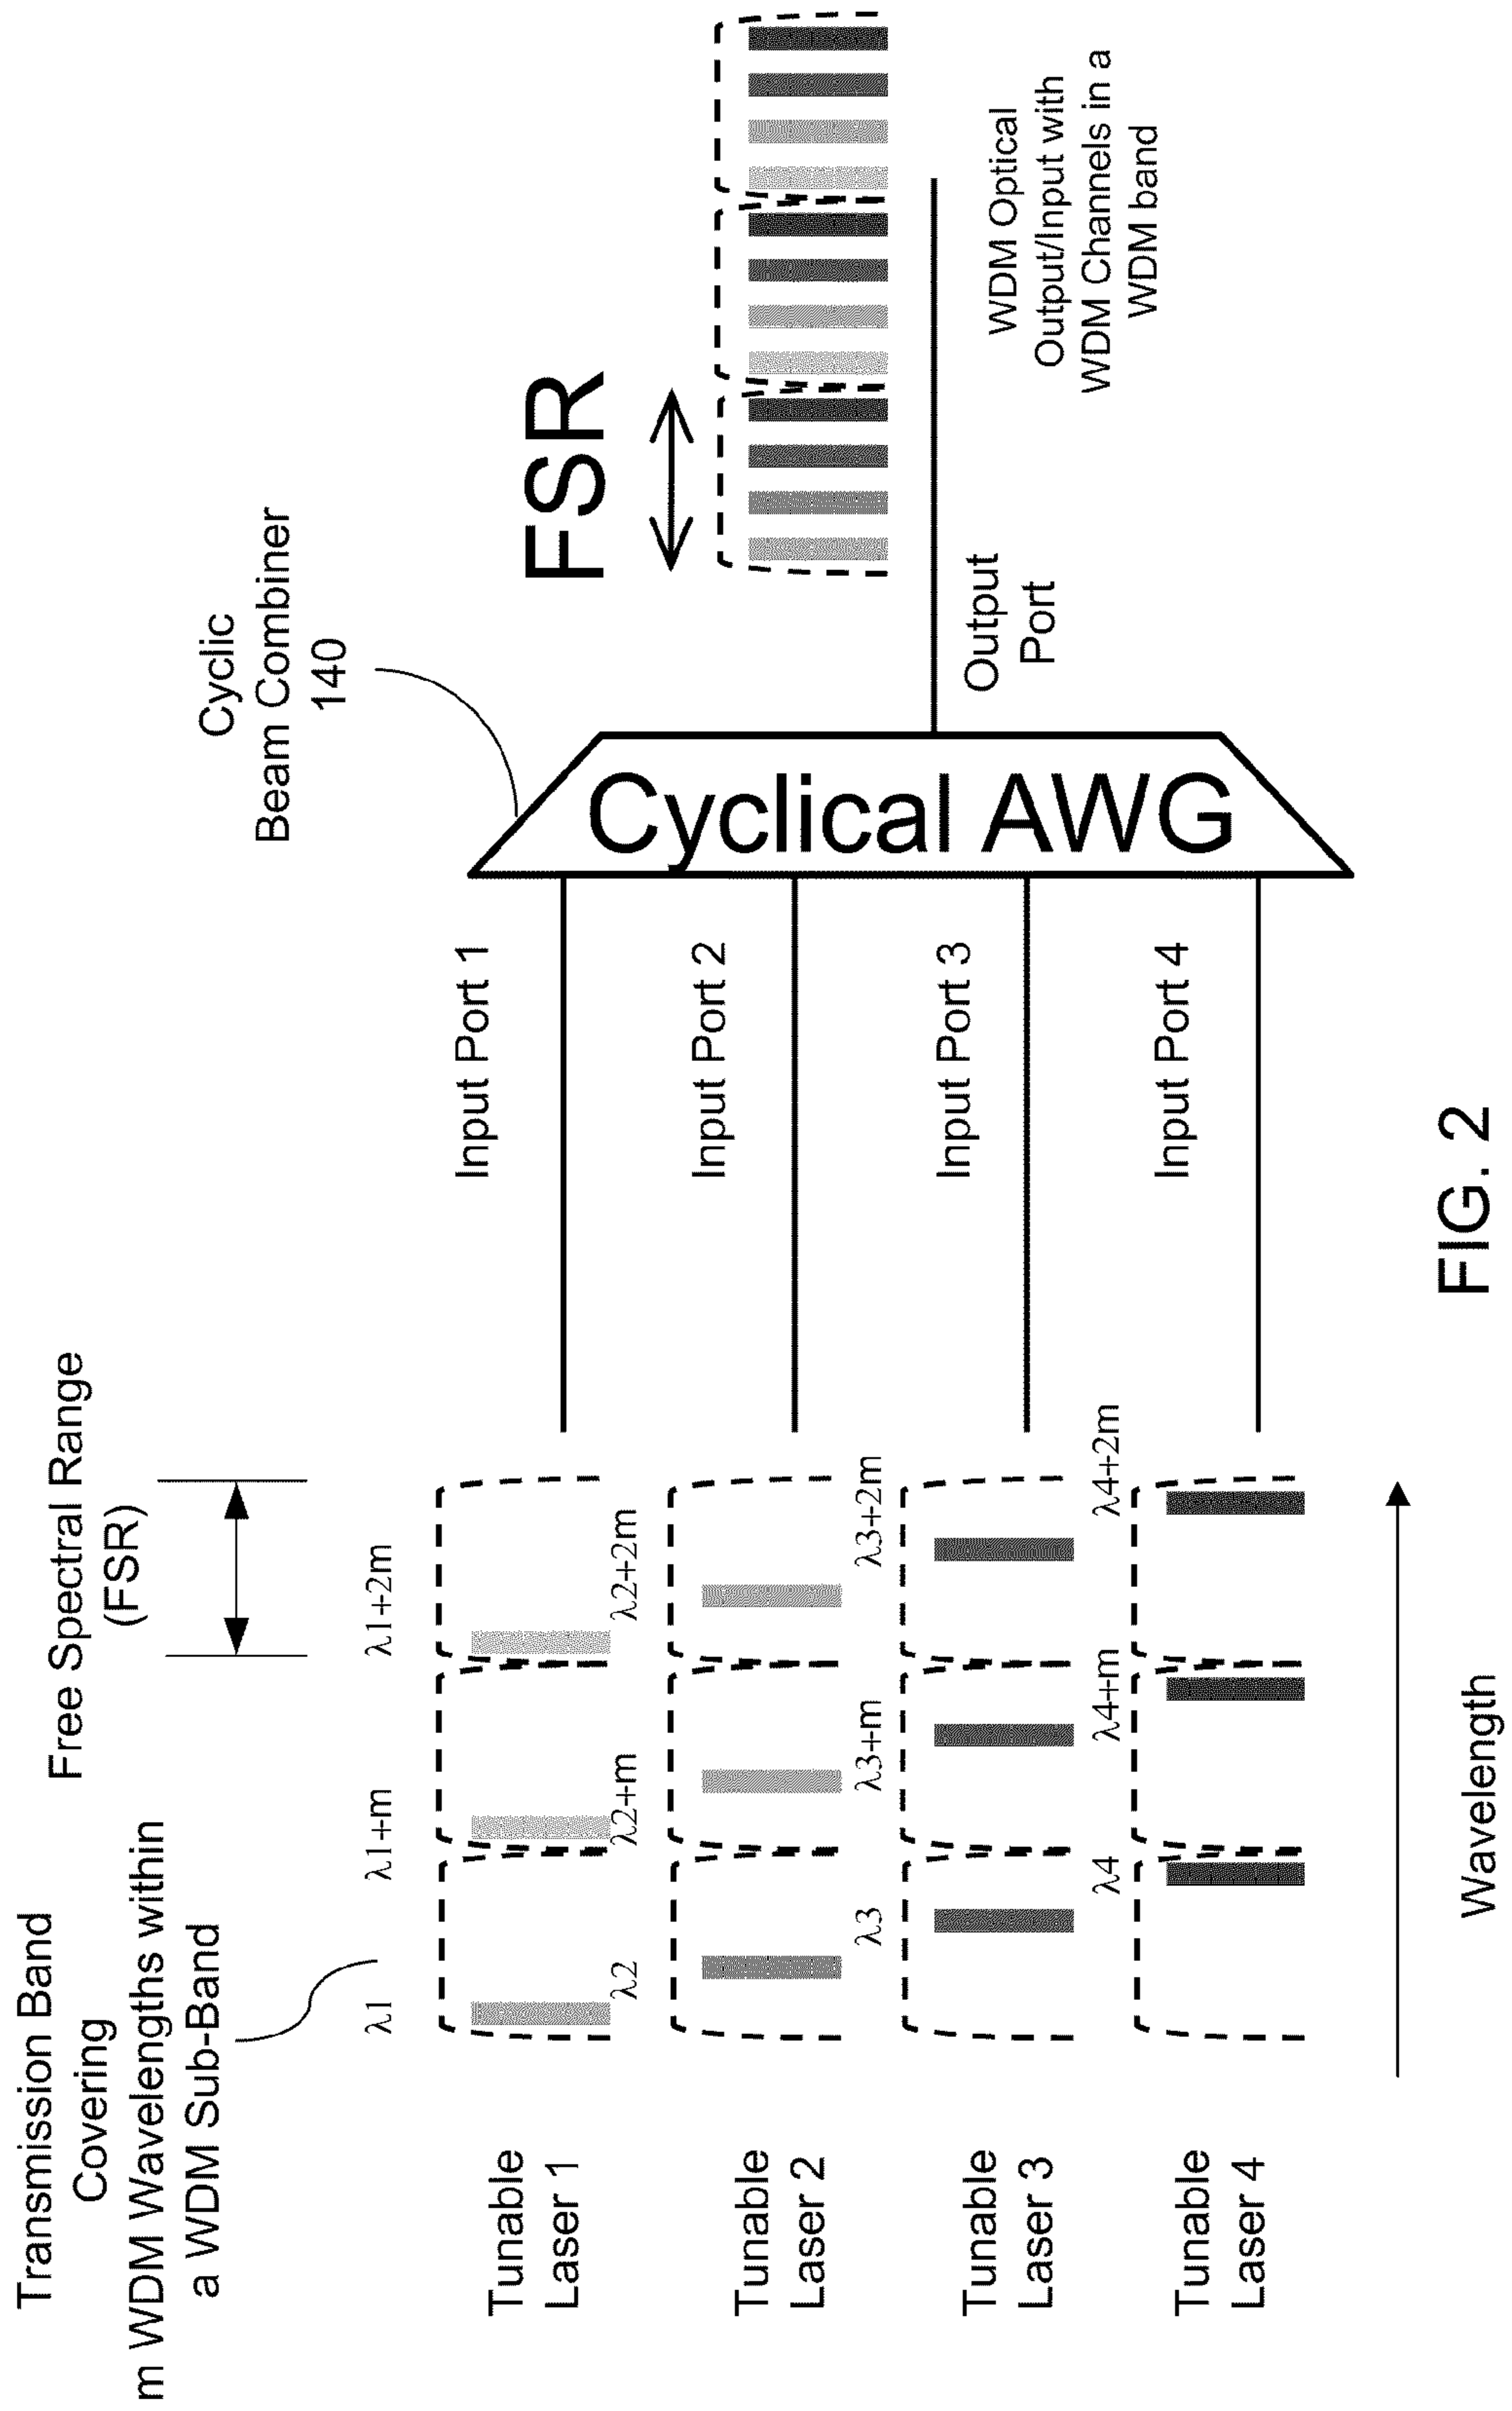 Transmission Band
Covering
m WDM Wavelengths within
a WDM Sub-Band
Free Spectral Range
(FSR)
Cyclic
Beam Combiner
140
λ1
λ1+m
λ1+2m
Tunable
Laser 1
Input Port 1
λ2
λ2+m
λ2+2m
Tunable
Laser 2
Input Port 2
λ3
λ3+m
λ3+2m
Tunable
Laser 3
Input Port 3
λ4
λ4+m
λ4+2m
Tunable
Laser 4
Input Port 4
Cyclical AWG
FSR
Output
Port
WDM Optical
Output/Input with
WDM Channels in a
WDM band
Wavelength
FIG. 2